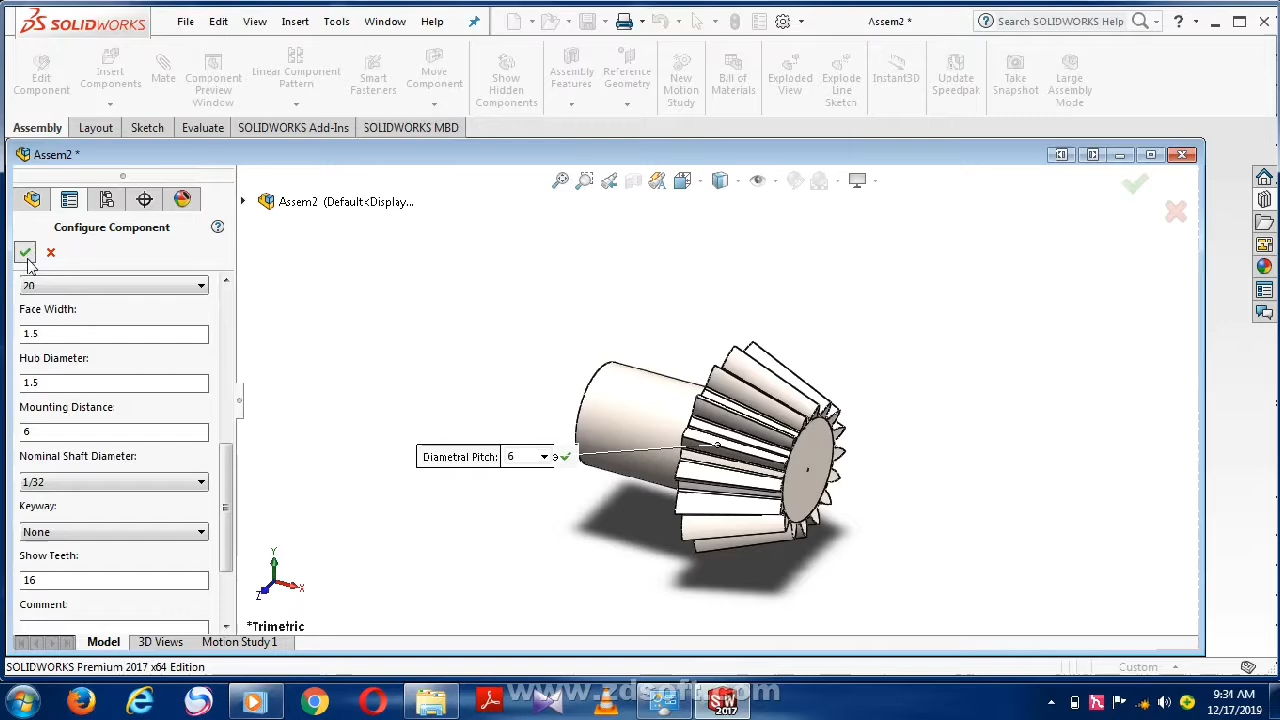 SOLIDWORKS File Edit View Insert Tools Window Help Assem2 * Search SOLIDWORKS Help
Edit Component
Insert Components
Mate
Component Preview Window
Linear Component Pattern
Smart Fasteners
Move Component
Show Hidden Components
Assembly Features
Reference Geometry
New Motion Study
Bill of Materials
Exploded View
Explode Line Sketch
Instant3D
Update Speedpak
Take Snapshot
Large Assembly Mode
Assembly Layout Sketch Evaluate SOLIDWORKS Add-Ins SOLIDWORKS MBD
Assem2 *
Assem2 (Default<Display...
Configure Component
20
Face Width:
1.5
Hub Diameter:
1.5
Mounting Distance:
6
Nominal Shaft Diameter:
1/32
Keyway:
None
Show Teeth:
16
Comment:
Diametral Pitch: 6
Y
X
Z
*Trimetric
Model 3D Views Motion Study 1
SOLIDWORKS Premium 2017 x64 Edition Custom
www.zdsoft.com
SW
2017
9:31 AM
12/17/2019